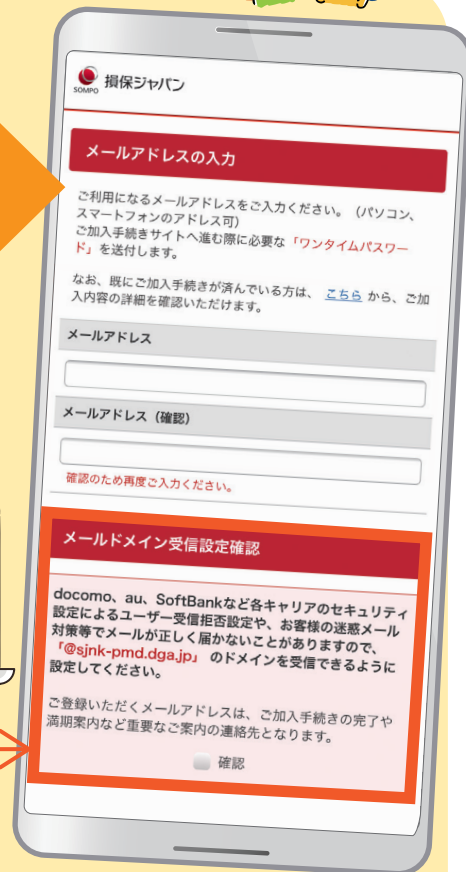 SOMPO 損保ジャパン
メールアドレスの入力
ご利用になるメールアドレスをご入力ください。（パソコン、
スマートフォンのアドレス可）
ご加入手続きサイトへ進む際に必要な「ワンタイムパスワー
ド」を送付します。
なお、既にご加入手続きが済んでいる方は、 こちら から、ご加
入内容の詳細を確認いただけます。
メールアドレス
メールアドレス（確認）
確認のため再度ご入力ください。
メールドメイン受信設定確認
docomo、au、SoftBankなど各キャリアのセキュリティ
設定によるユーザー受信拒否設定や、お客様の迷惑メール
対策等でメールが正しく届かないことがありますので、
「@sjnk-pmd.dga.jp」 のドメインを受信できるように
設定してください。
ご登録いただくメールアドレスは、ご加入手続きの完了や
満期案内など重要なご案内の連絡先となります。
確認